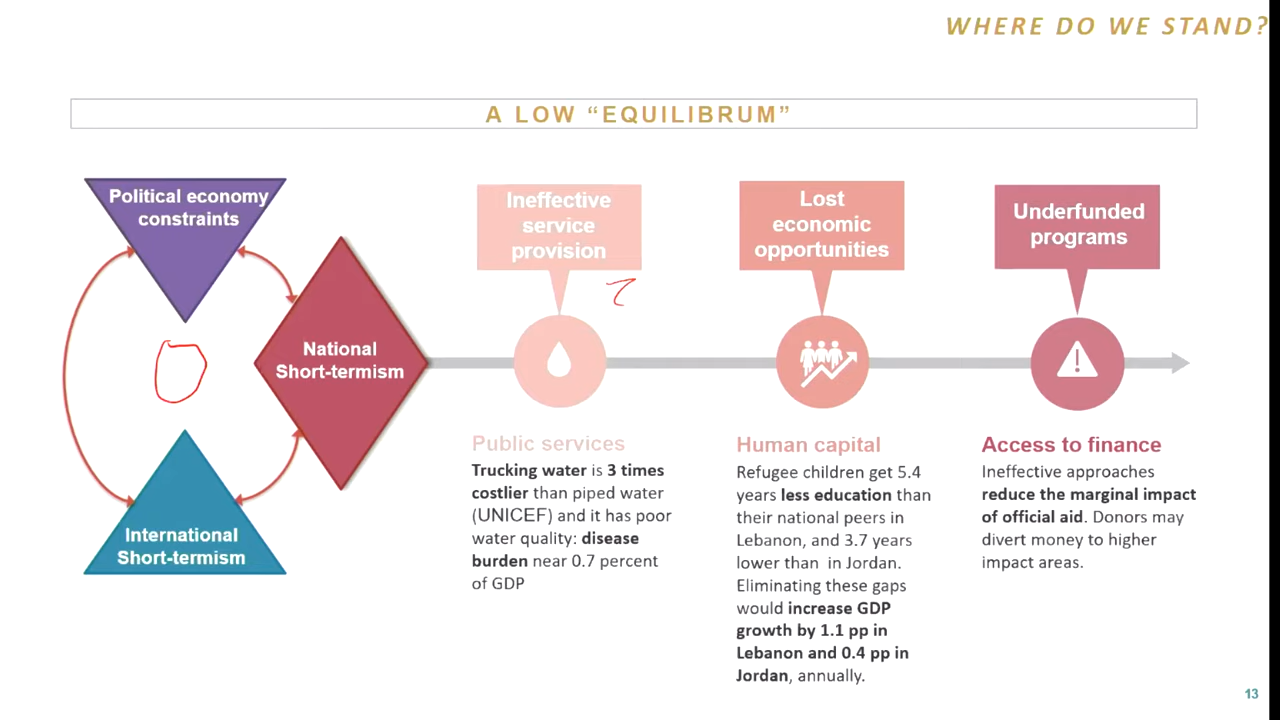 WHERE DO WE STAND?
A LOW “EQUILIBRUM”
Political economy
constraints
National
Short-termism
International
Short-termism
Ineffective
service
provision
Lost
economic
opportunities
Underfunded
programs
Public services
Trucking water is 3 times
costlier than piped water
(UNICEF) and it has poor
water quality: disease
burden near 0.7 percent
of GDP
Human capital
Refugee children get 5.4
years less education than
their national peers in
Lebanon, and 3.7 years
lower than in Jordan.
Eliminating these gaps
would increase GDP
growth by 1.1 pp in
Lebanon and 0.4 pp in
Jordan, annually.
Access to finance
Ineffective approaches
reduce the marginal impact
of official aid. Donors may
divert money to higher
impact areas.
13